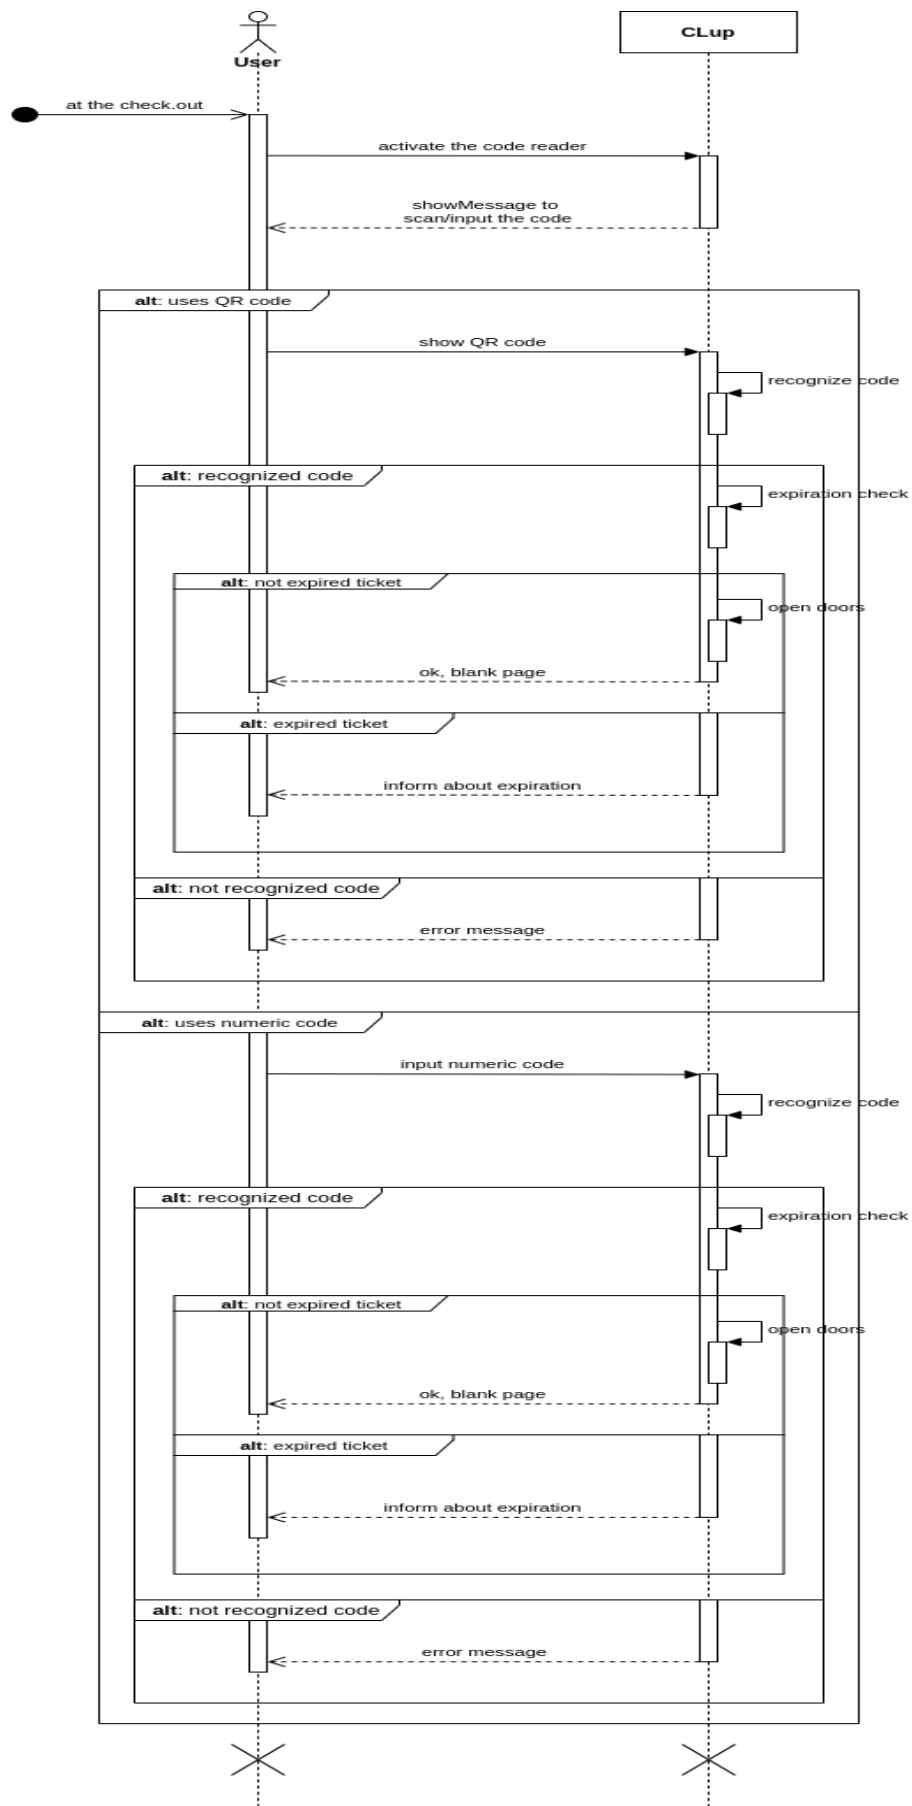 User
CLup
at the check.out
activate the code reader
showMessage to
scan/input the code
alt: uses QR code
show QR code
recognize code
alt: recognized code
expiration check
alt: not expired ticket
open doors
ok, blank page
alt: expired ticket
inform about expiration
alt: not recognized code
error message
alt: uses numeric code
input numeric code
recognize code
alt: recognized code
expiration check
alt: not expired ticket
open doors
ok, blank page
alt: expired ticket
inform about expiration
alt: not recognized code
error message